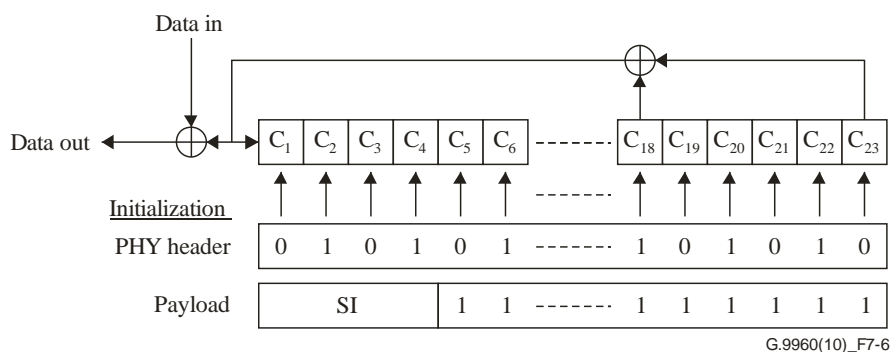 Data in
Data out
C1 C2 C3 C4 C5 C6 C18 C19 C20 C21 C22 C23
Initialization
PHY header 0 1 0 1 0 1 1 0 1 0 1 0
Payload SI 1 1 1 1 1 1 1 1
G.9960(10)_F7-6